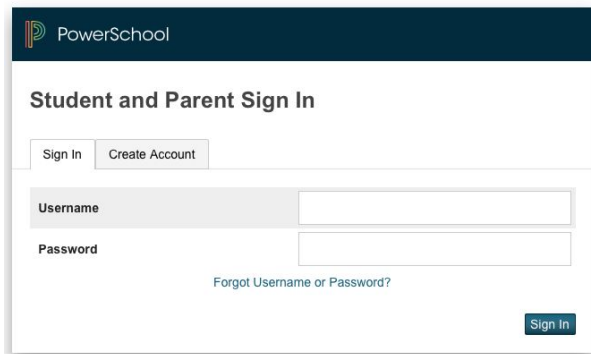 PowerSchool
Student and Parent Sign In
Sign In Create Account
Username
Password
Forgot Username or Password?
Sign In